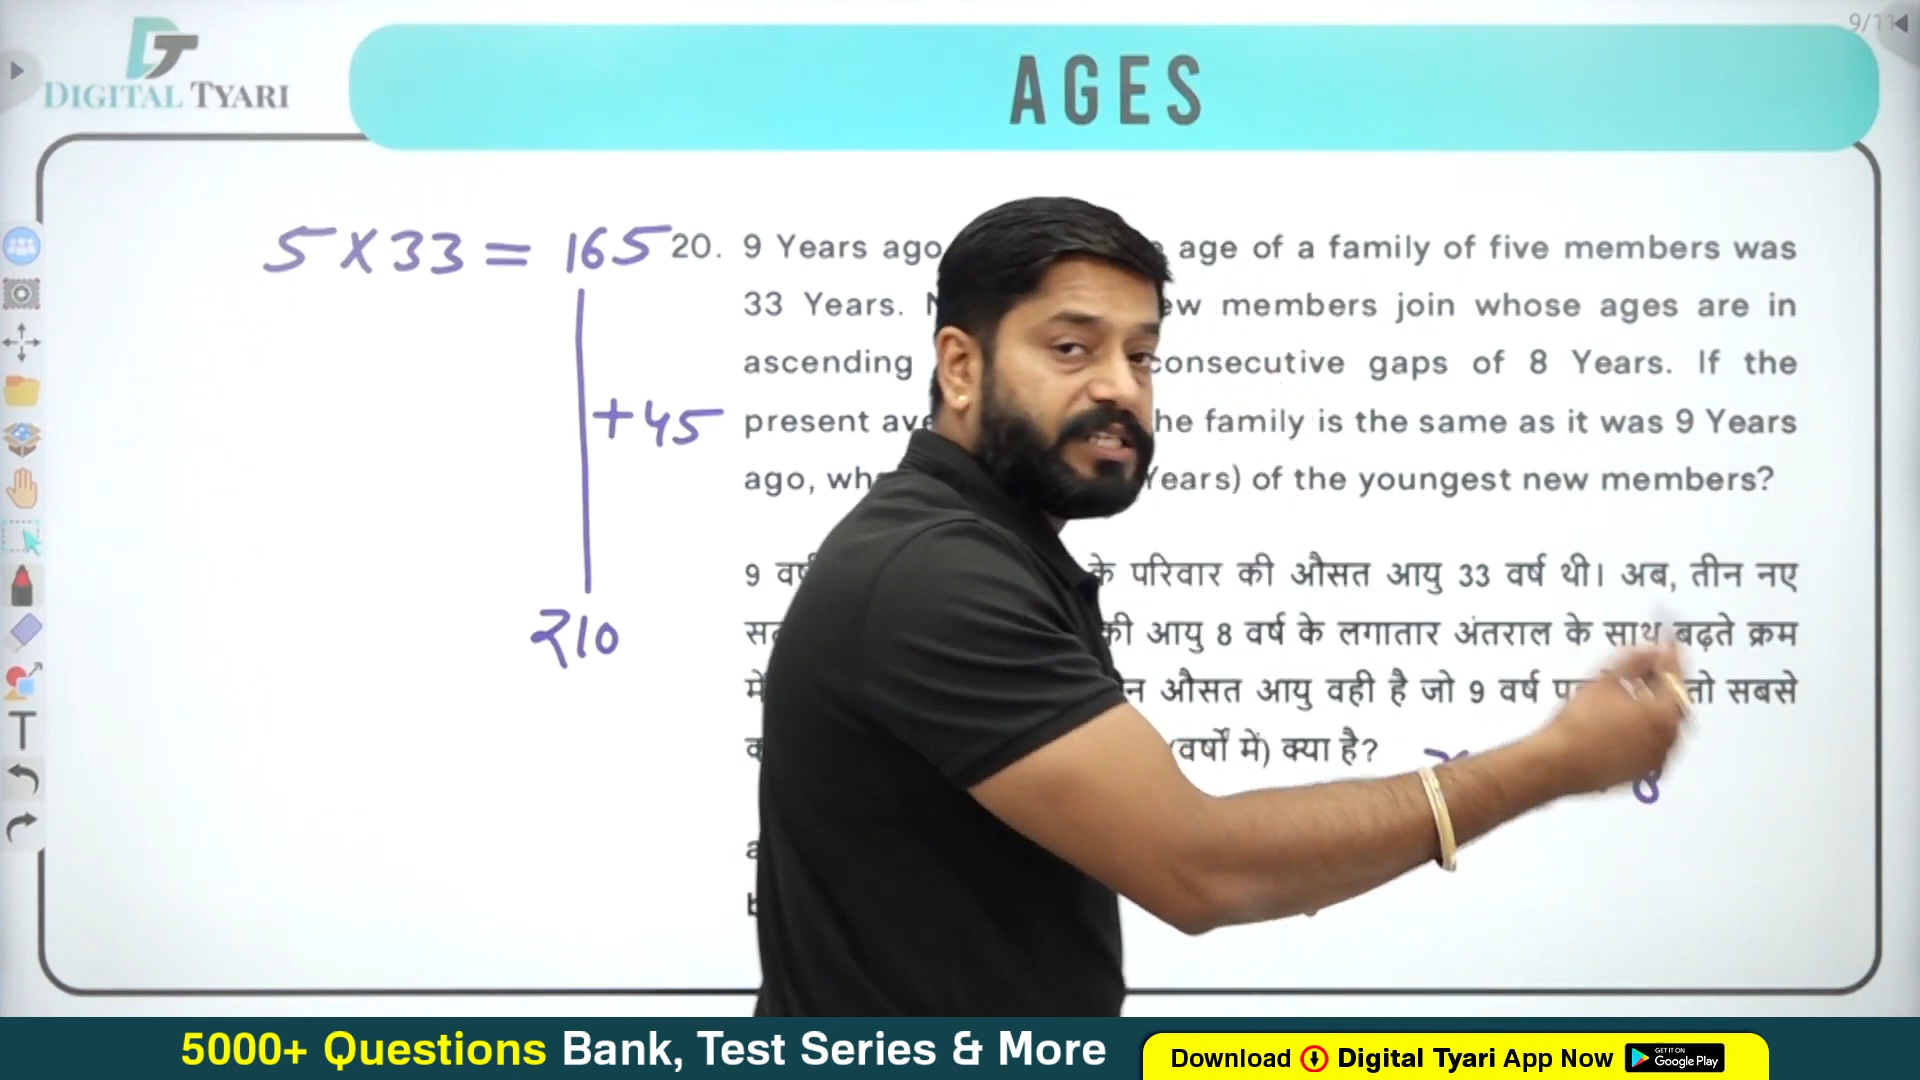 9/11
DT
DIGITAL TYARI
AGES
5 X 33 = 165
+45
210
20. 9 Years ago age of a family of five members was
33 Years. members join whose ages are in
ascending consecutive gaps of 8 Years. If the
present he family is the same as it was 9 Years
ago, Years) of the youngest new members?
9 के परिवार की औसत आयु 33 वर्ष थी। अब, तीन नए
की आयु 8 वर्ष के लगातार अंतराल के साथ बढ़ते क्रम
में औसत आयु वही है जो 9 वर्ष तो सबसे
(वर्षों में) क्या है?
8
T
5000+ Questions Bank, Test Series & More
Download Digital Tyari App Now GET IT ON Google Play